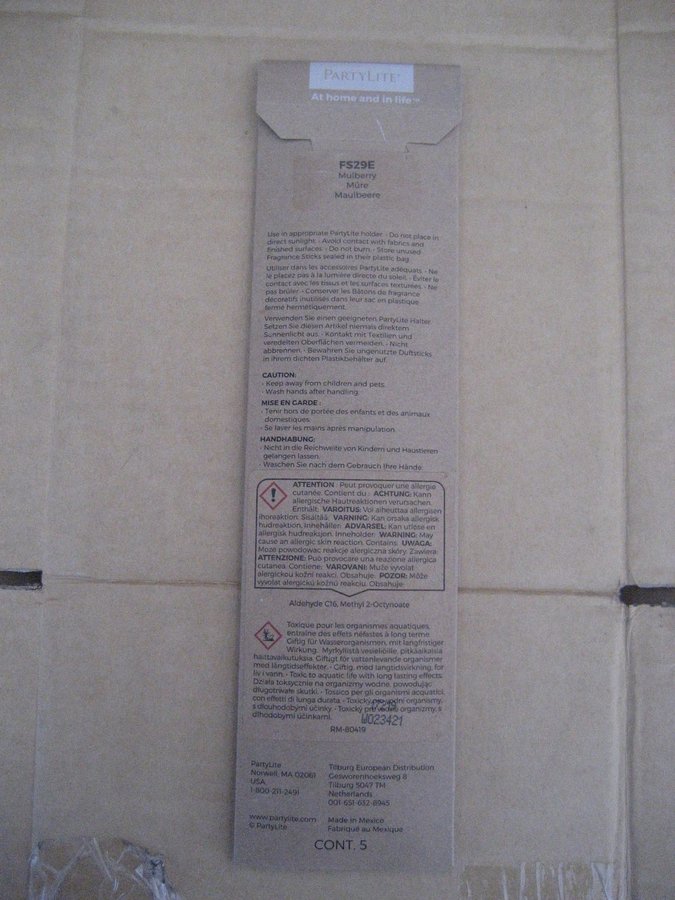 PARTYLITE
At home and in life™
FS29E
Mulberry
Mûre
Maulbeere
Use in appropriate PartyLite holder. • Do not place in
direct sunlight. • Avoid contact with fabrics and
finished surfaces. • Do not burn. • Store unused
Fragrance Sticks sealed in their plastic bag.
Utiliser dans les accessoires PartyLite adéquats. • Ne
le placez pas à la lumière directe du soleil. • Éviter le
contact avec les tissus et les surfaces texturées. • Ne
pas brûler. • Conserver les Bâtons de fragrance
décoratifs inutilisés dans leur sac en plastique
fermé hermétiquement.
Verwenden Sie einen geeigneten PartyLite Halter.
Setzen Sie diesen Artikel niemals direktem
Sonnenlicht aus. • Kontakt mit Textilien und
veredelten Oberflächen vermeiden. • Nicht
abbrennen. • Bewahren Sie ungenutzte Duftsticks
in ihrem dichten Plastikbehälter auf.
CAUTION:
• Keep away from children and pets.
• Wash hands after handling.
MISE EN GARDE :
• Tenir hors de portée des enfants et des animaux
domestiques.
• Se laver les mains après manipulation.
HANDHABUNG:
• Nicht in die Reichweite von Kindern und Haustieren
gelangen lassen.
• Waschen Sie nach dem Gebrauch Ihre Hände.
ATTENTION : Peut provoquer une allergie
cutanée. Contient du : ACHTUNG: Kann
allergische Hautreaktionen verursachen.
Enthält: VAROITUS: Voi aiheuttaa allergisen
ihoreaktion. Sisältää: VARNING: Kan orsaka allergisk
hudreaktion. Innehåller: ADVARSEL: Kan utløse en
allergisk hudreaksjon. Inneholder: WARNING: May
cause an allergic skin reaction. Contains: UWAGA:
Może powodować reakcję alergiczną skóry. Zawiera:
ATTENZIONE: Può provocare una reazione allergica
cutanea. Contiene: VAROVANI: Může vyvolat
alergickou kožní reakci. Obsahuje: POZOR: Môže
vyvolať alergickú kožnú reakciu. Obsahuje:
Aldehyde C16, Methyl 2-Octynoate
Toxique pour les organismes aquatiques,
entraîne des effets néfastes à long terme.
Giftig für Wasserorganismen, mit langfristiger
Wirkung. Myrkyllistä vesieliöille, pitkäaikaisia
haittavaikutuksia. Giftigt för vattenlevande organismer
med långtidseffekter. • Giftig, med langtidsvirkning, for
liv i vann. • Toxic to aquatic life with long lasting effects.
Działa toksycznie na organizmy wodne, powodując
długotrwałe skutki. • Tossico per gli organismi acquatici,
con effetti di lunga durata. • Toxický pro vodní organismy,
s dlouhodobými účinky. • Toxický pre vodné organizmy, s
dlhodobými účinkami.
W023421
RM-80419
PartyLite
Norwell, MA 02061
USA
1-800-211-2491
Tilburg European Distribution
Gesworenhoekseweg 8
Tilburg 5047 TM
Netherlands
001-651-632-8945
www.partylite.com
© PartyLite
Made in Mexico
Fabriqué au Mexique
CONT. 5